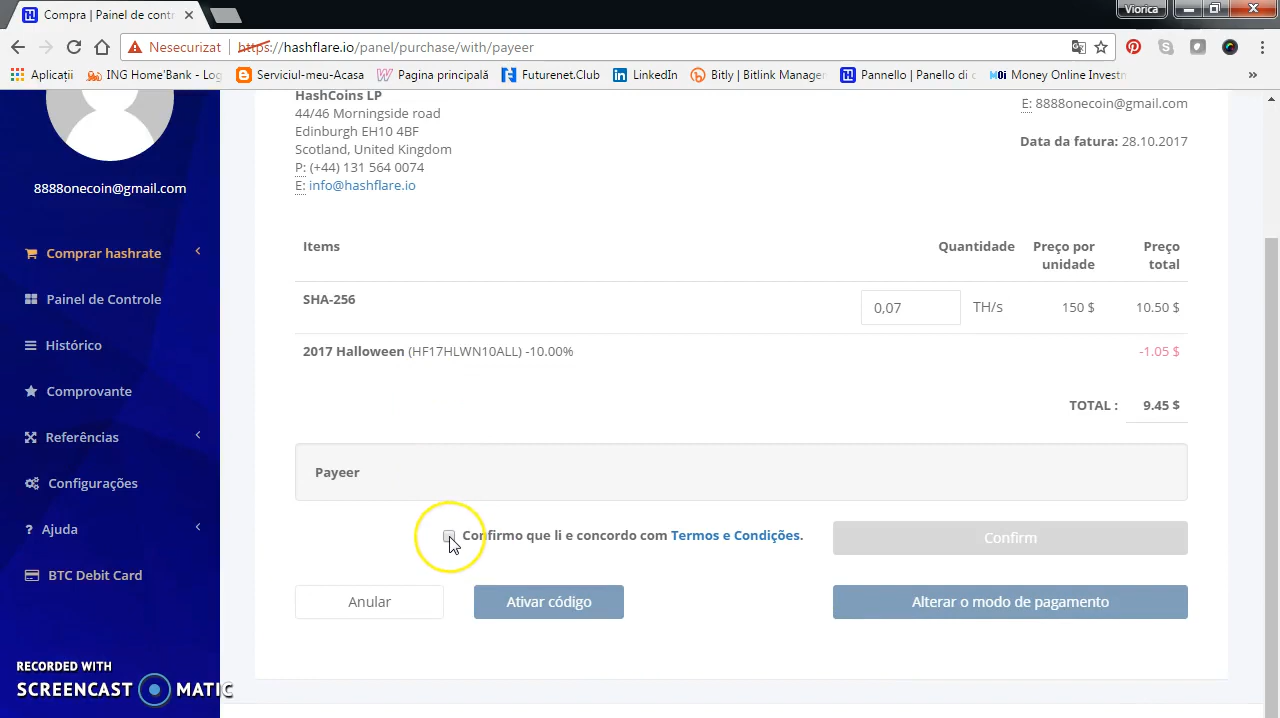 Compra | Painel de contr
Viorica
Nesecurizat
https://hashflare.io/panel/purchase/with/payeer
Aplicații
ING Home'Bank - Log
Serviciul-meu-Acasa
Pagina principală
Futurenet.Club
LinkedIn
Bitly | Bitlink Manager
Pannello | Panello di c
Money Online Investm
»
HashCoins LP
44/46 Morningside road
Edinburgh EH10 4BF
Scotland, United Kingdom
P: (+44) 131 564 0074
E: info@hashflare.io
E: 8888onecoin@gmail.com
Data da fatura: 28.10.2017
8888onecoin@gmail.com
Comprar hashrate
Painel de Controle
Histórico
Comprovante
Referências
Configurações
? Ajuda
BTC Debit Card
Items
Quantidade
Preço por
unidade
Preço
total
SHA-256
0,07
TH/s
150 $
10.50 $
2017 Halloween (HF17HLWN10ALL) -10.00%
-1.05 $
TOTAL :
9.45 $
Payeer
Confirmo que li e concordo com Termos e Condições.
Confirm
Anular
Ativar código
Alterar o modo de pagamento
RECORDED WITH
SCREENCAST MATIC